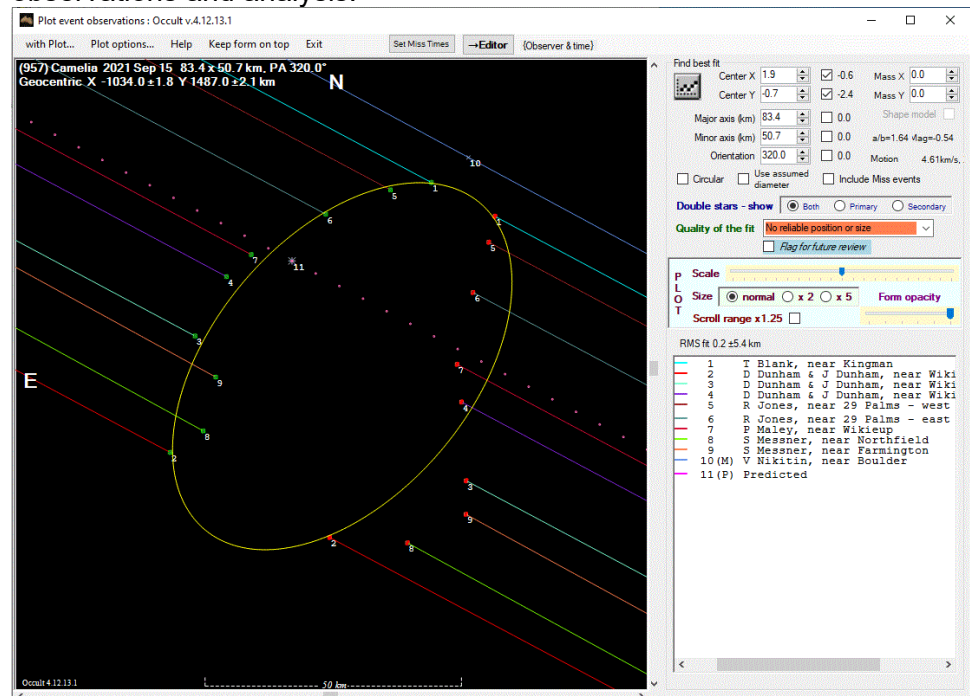 observations and analysis.
Plot event observations : Occult v.4.12.13.1
with Plot... Plot options... Help Keep form on top Exit Set Miss Times →Editor {Observer & time}
(957) Camelia 2021 Sep 15 83.4 x 50.7 km, PA 320.0°
Geocentric X -1034.0 ±1.8 Y 1487.0 ±2.1 km
N
E
10
1
5
6
1
5
7
11
4
6
3
7
9
4
8
2
3
9
2
8
50 km
Occult 4.12.13.1
Find best fit
Center X 1.9 -0.6 Mass X 0.0
Center Y -0.7 -2.4 Mass Y 0.0
Major axis (km) 83.4 0.0 Shape model
Minor axis (km) 50.7 0.0 a/b=1.64 dMag=-0.54
Orientation 320.0 0.0 Motion 4.61km/s,
Circular Use assumed diameter Include Miss events
Double stars - show Both Primary Secondary
Quality of the fit No reliable position or size
Flag for future review
PLOT
Scale
Size normal x 2 x 5 Form opacity
Scroll range x1.25
RMS fit 0.2 ±5.4 km
1 T Blank, near Kingman
2 D Dunham & J Dunham, near Wiki
3 D Dunham & J Dunham, near Wiki
4 D Dunham & J Dunham, near Wiki
5 R Jones, near 29 Palms - west
6 R Jones, near 29 Palms - east
7 P Maley, near Wikieup
8 S Messner, near Northfield
9 S Messner, near Farmington
10(M) V Nikitin, near Boulder
11(P) Predicted